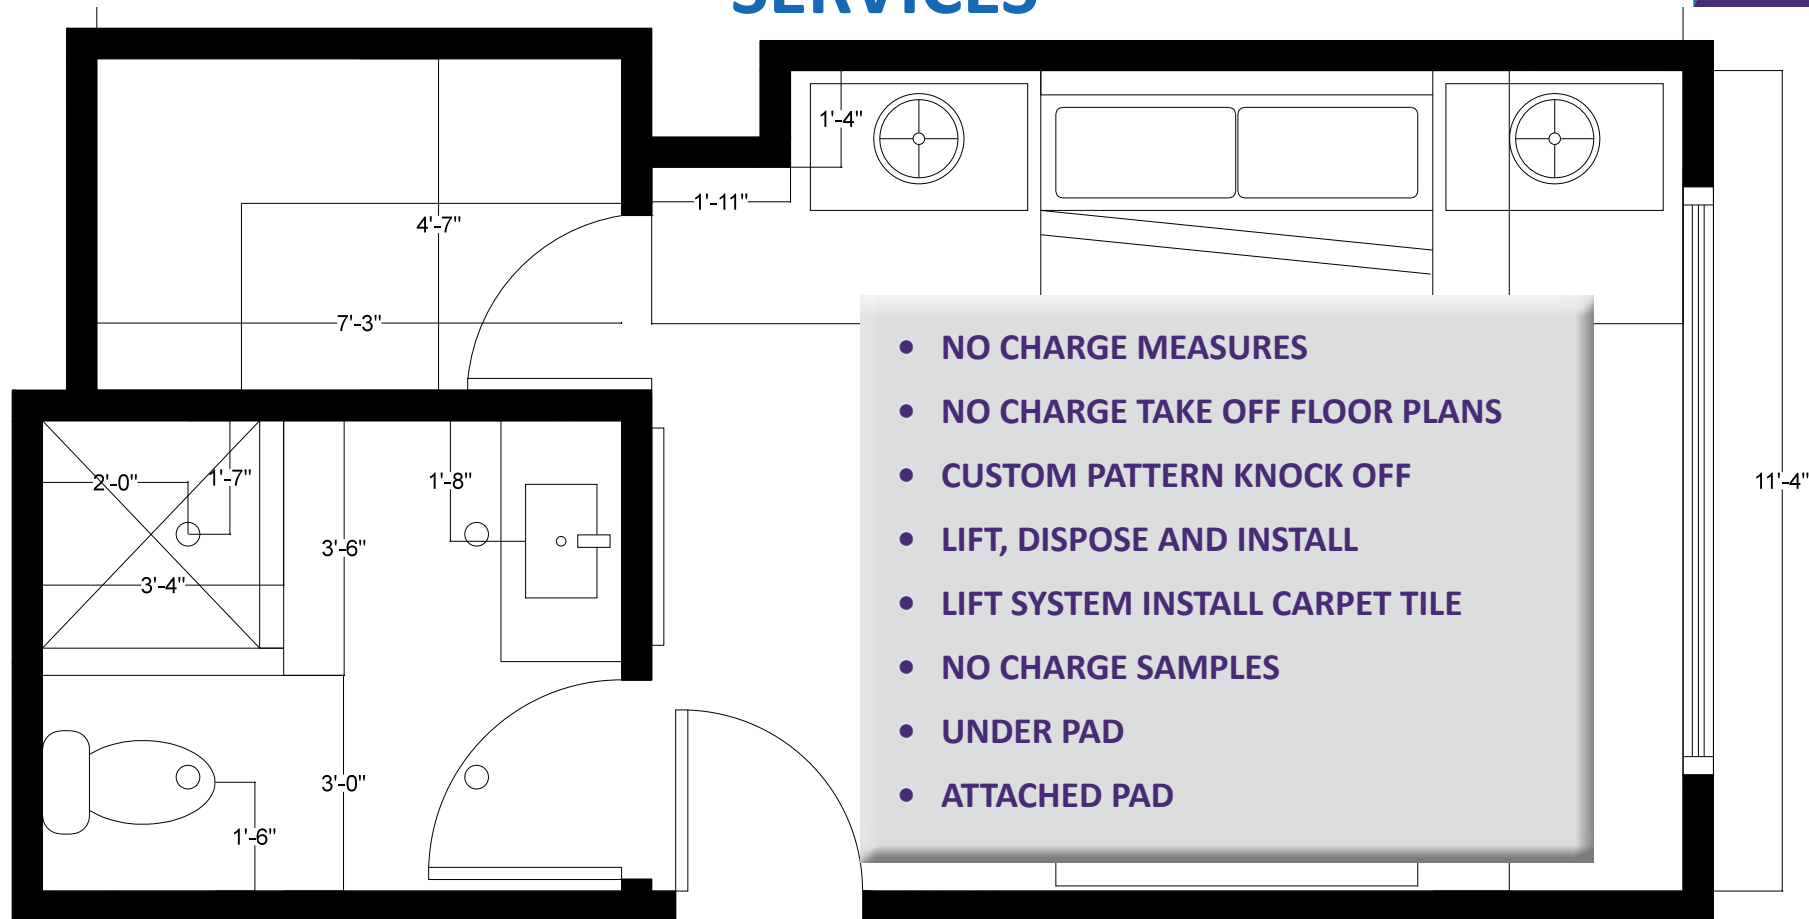 SERVICES
1'-4"
1'-11"
4'-7"
7'-3"
• NO CHARGE MEASURES
• NO CHARGE TAKE OFF FLOOR PLANS
• CUSTOM PATTERN KNOCK OFF
• LIFT, DISPOSE AND INSTALL
• LIFT SYSTEM INSTALL CARPET TILE
• NO CHARGE SAMPLES
• UNDER PAD
• ATTACHED PAD
11'-4"
2'-0"
1'-7"
1'-8"
3'-6"
3'-4"
3'-0"
1'-6"